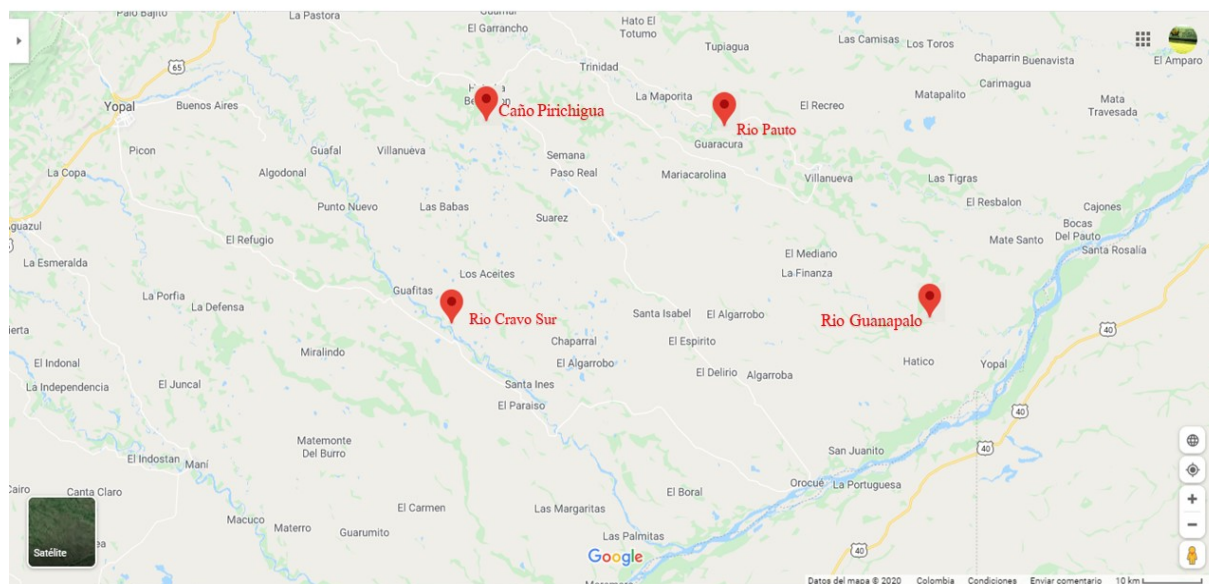 Palo Bajito
La Pastora
Guamal
El Garrancho
Hato El
Totumo
Tupiagua
Las Camisas
Los Toros
Chaparrin
Buenavista
El Amparo
65
Trinidad
Carimagua
Yopal
Buenos Aires
Caño Pirichigua
La Maporita
Rio Pauto
El Recreo
Matapalito
Mata
Travesada
Picon
Guafal
Villanueva
Semana
Paso Real
Guaracura
Mariacarolina
Villanueva
Las Tigras
La Copa
Algodonal
Punto Nuevo
Las Babas
Suarez
El Resbalon
Cajones
Bocas
Del Pauto
Aguazul
El Refugio
Mate Santo
Santa Rosalía
La Esmeralda
Los Aceites
El Mediano
La Finanza
La Porfia
La Defensa
Guafitas
Rio Cravo Sur
Santa Isabel
El Algarrobo
Rio Guanapalo
40
Miralindo
Chaparral
El Espirito
El Indonal
El Algarrobo
Hatico
Yopal
La Independencia
El Juncal
Santa Ines
El Delirio
Algarroba
El Paraiso
40
Matemonte
Del Burro
San Juanito
40
El Indostan
Maní
Orocué
La Portuguesa
Canta Claro
El Boral
El Carmen
Las Margaritas
Macuco
Materro
Guarumito
Las Palmitas
Satélite
Google
40
Datos del mapa © 2020
Colombia
Condiciones
Enviar comentario
10 km